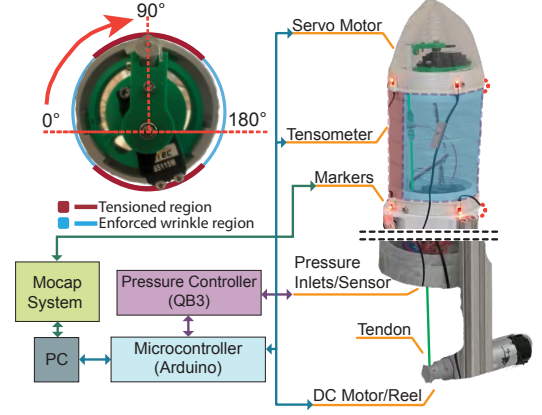 90°
0°
180°
Tensioned region
Enforced wrinkle region
Servo Motor
Tensometer
Markers
Mocap
System
Pressure Controller
(QB3)
Pressure
Inlets/Sensor
PC
Microcontroller
(Arduino)
Tendon
DC Motor/Reel